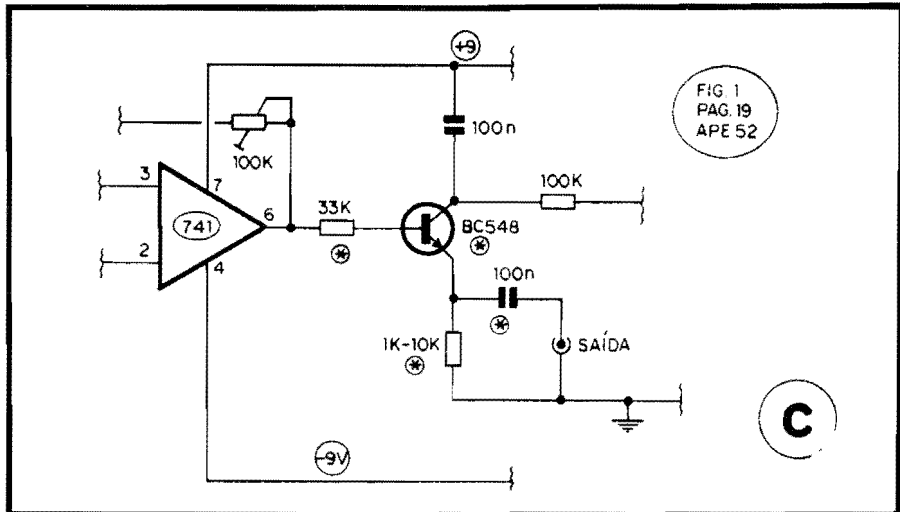 +9
FIG. 1
PAG. 19
APE 52
100n
100K
3
7
100K
33K
6
BC548
741
2
4
100n
1K-10K
SAÍDA
C
-9V